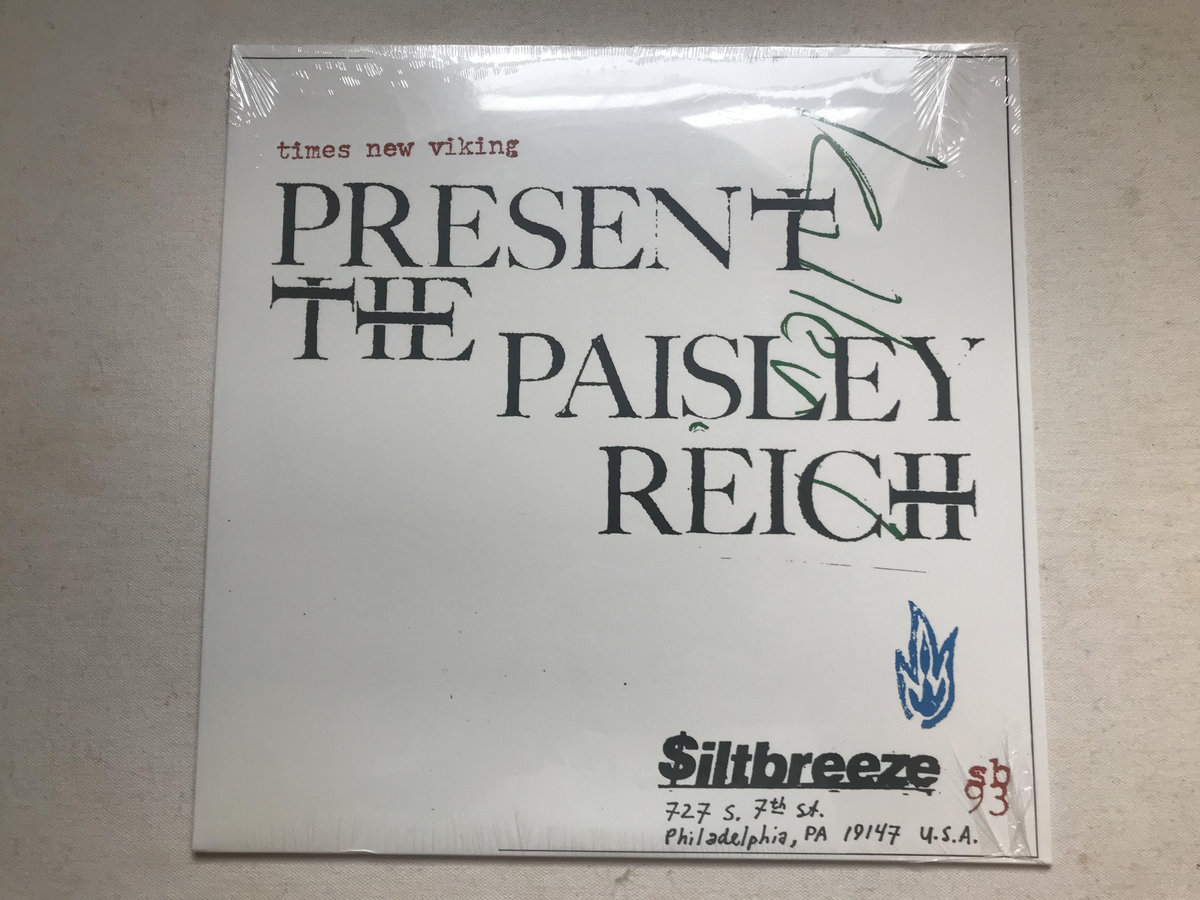 times new viking
PRESENT
THE
PAISLEY
REICH
$iltbreeze
sb
93
727 S. 7th St.
Philadelphia, PA 19147 U.S.A.